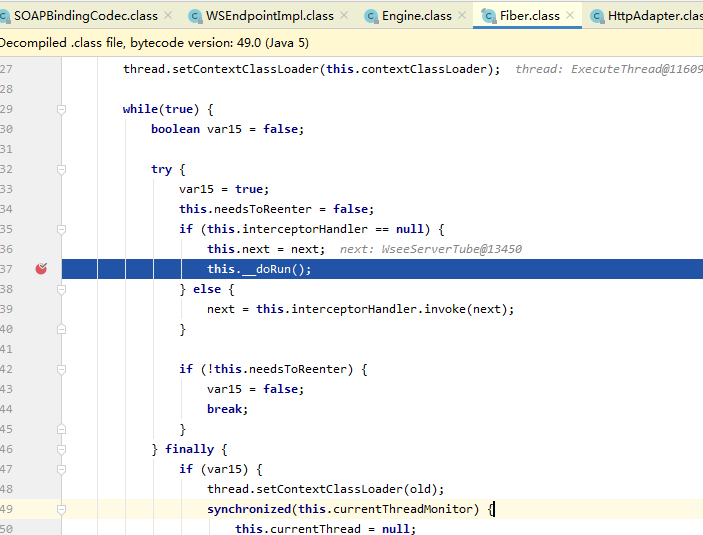 SOAPBindingCodec.class × WSEndpointImpl.class × Engine.class × Fiber.class × HttpAdapter.clas
Decompiled .class file, bytecode version: 49.0 (Java 5)
27 thread.setContextClassLoader(this.contextClassLoader); thread: ExecuteThread@11609
28
29 while(true) {
30 boolean var15 = false;
31
32 try {
33 var15 = true;
34 this.needsToReenter = false;
35 if (this.interceptorHandler == null) {
36 this.next = next; next: WseeServerTube@13450
37 this.__doRun();
38 } else {
39 next = this.interceptorHandler.invoke(next);
40 }
41
42 if (!this.needsToReenter) {
43 var15 = false;
44 break;
45 }
46 } finally {
47 if (var15) {
48 thread.setContextClassLoader(old);
49 synchronized(this.currentThreadMonitor) {
50 this.currentThread = null;